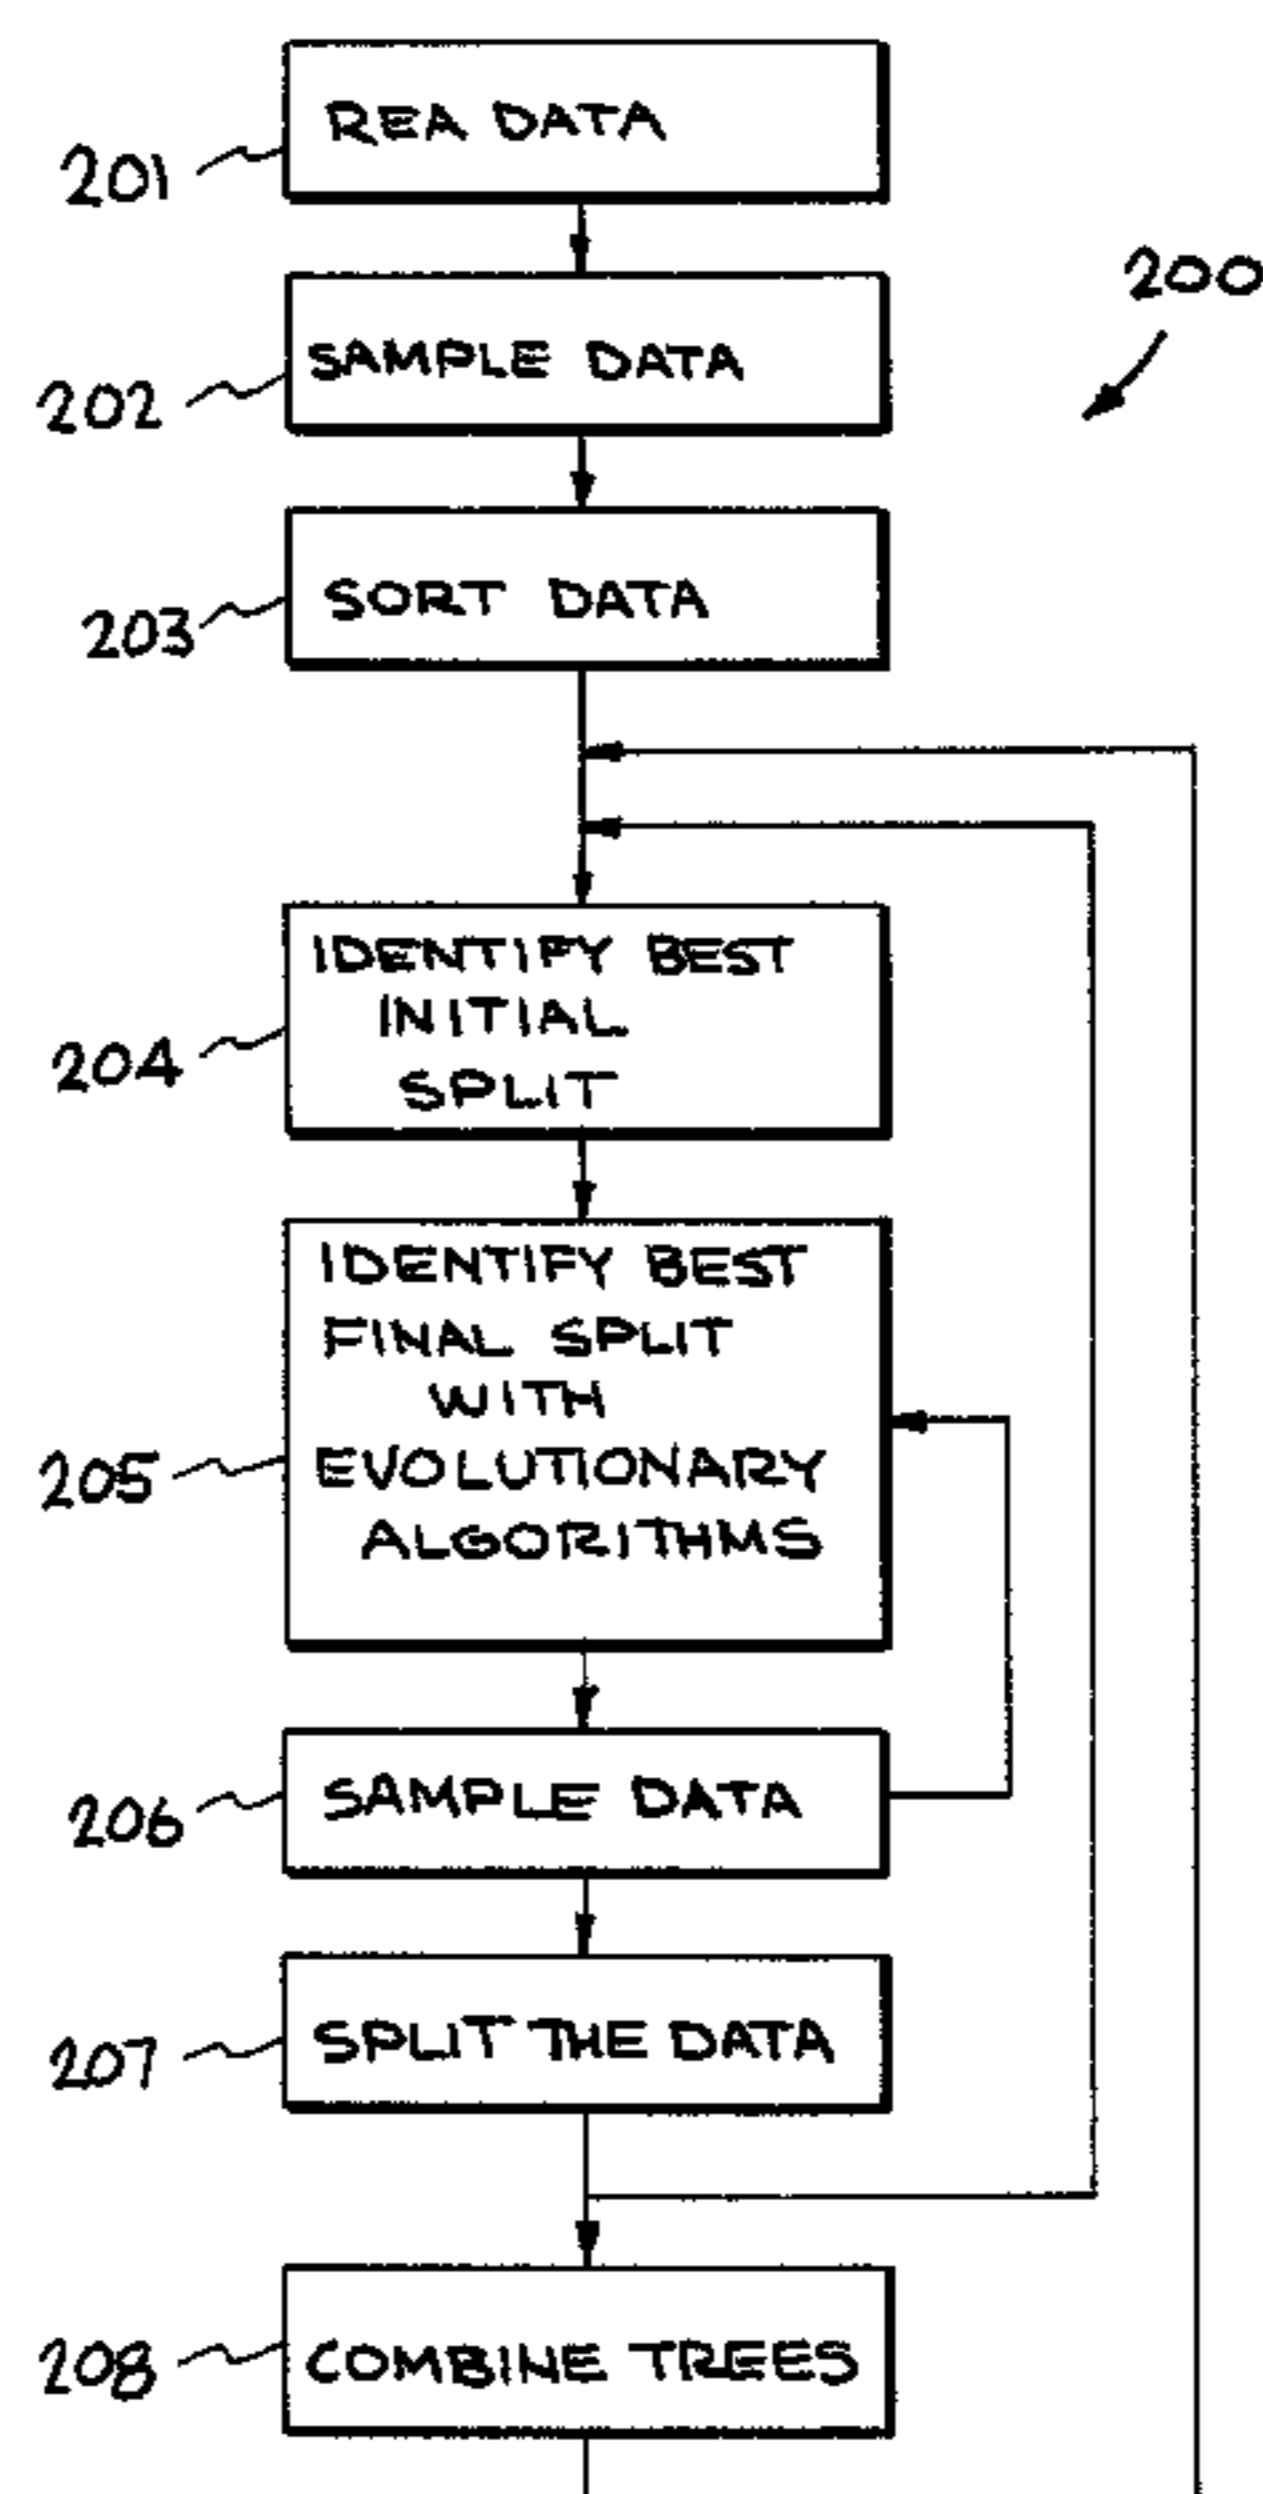 REA DATA
201
200
SAMPLE DATA
202
SORT DATA
203
IDENTIFY BEST
INITIAL
SPLIT
204
IDENTIFY BEST
FINAL SPLIT
WITH
EVOLUTIONARY
ALGORITHMS
205
SAMPLE DATA
206
SPLIT THE DATA
207
COMBINE TREES
208